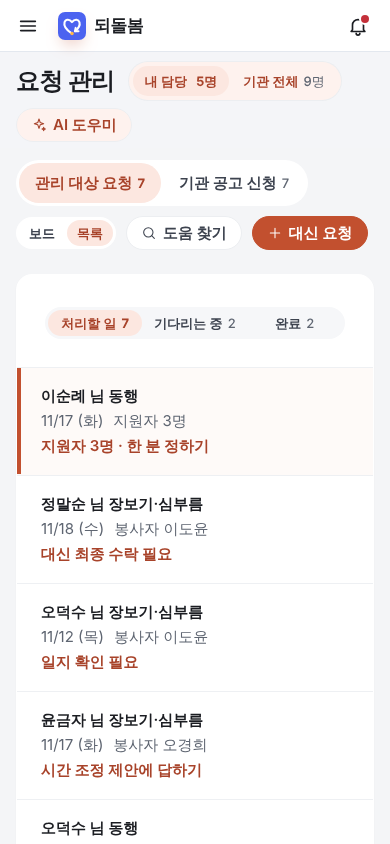 되돌봄
요청 관리
내 담당 5명 기관 전체 9명
AI 도우미
관리 대상 요청 7 기관 공고 신청 7
보드 목록 도움 찾기 대신 요청
처리할 일 7 기다리는 중 2 완료 2
이순례 님 동행
11/17 (화) 지원자 3명
지원자 3명 · 한 분 정하기
정말순 님 장보기·심부름
11/18 (수) 봉사자 이도윤
대신 최종 수락 필요
오덕수 님 장보기·심부름
11/12 (목) 봉사자 이도윤
일지 확인 필요
윤금자 님 장보기·심부름
11/17 (화) 봉사자 오경희
시간 조정 제안에 답하기
오덕수 님 동행